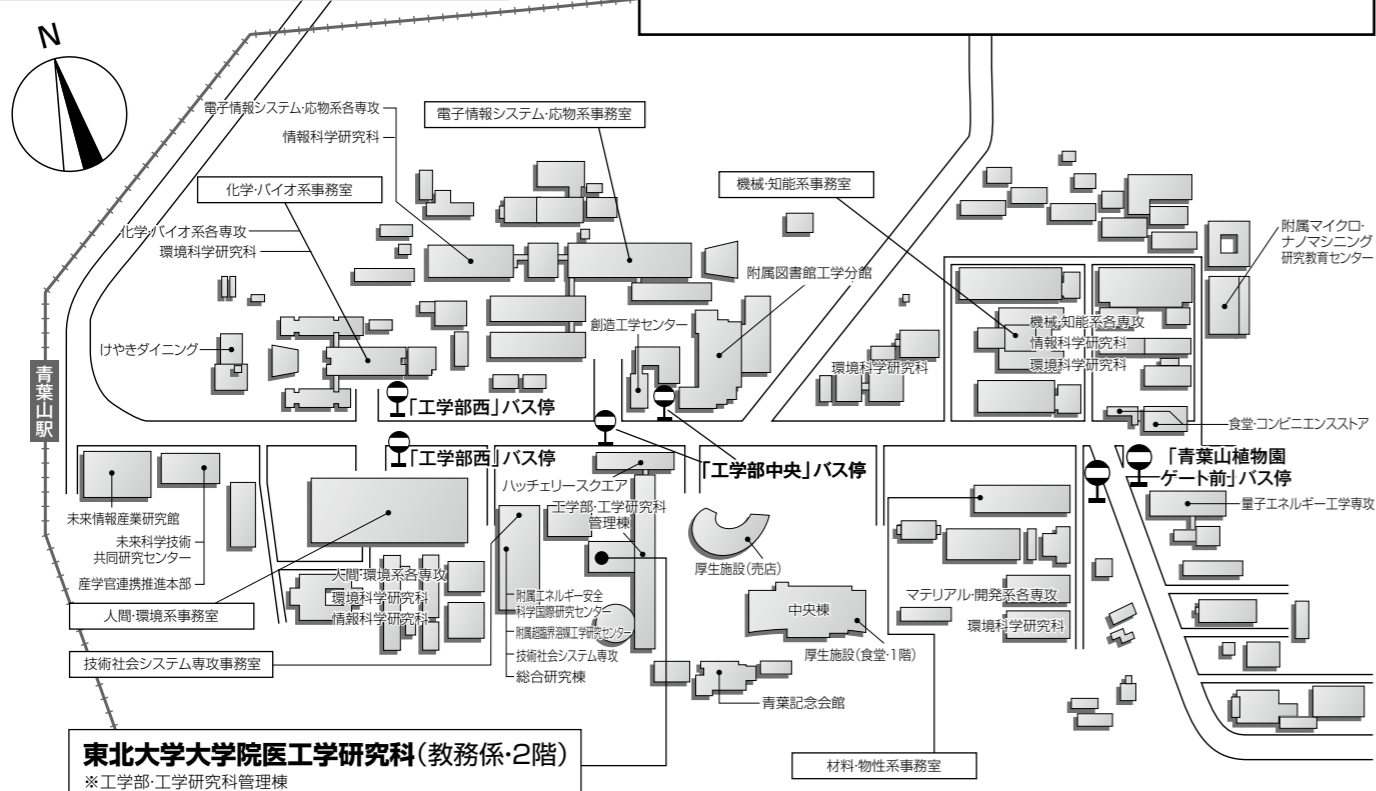 N
電子情報システム・応物系各専攻
情報科学研究科
電子情報システム・応物系事務室
化学・バイオ系事務室
化学・バイオ系各専攻
環境科学研究科
機械・知能系事務室
附属マイクロ・
ナノマシニング
研究教育センター
附属図書館工学分館
創造工学センター
けやきダイニング
機械・知能系各専攻
情報科学研究科
環境科学研究科
環境科学研究科
青葉山駅
「工学部西」バス停
食堂・コンビニエンスストア
「工学部西」バス停
「工学部中央」バス停
「青葉山植物園
ゲート前」バス停
ハッチェリースクエア
工学部・工学研究科
管理棟
量子エネルギー工学専攻
未来情報産業研究館
未来科学技術
共同研究センター
産学官連携推進本部
人間・環境系事務室
人間・環境系各専攻
環境科学研究科
情報科学研究科
厚生施設(売店)
附属エネルギー安全
科学国際研究センター
附属超臨界溶媒工学研究センター
技術社会システム専攻
総合研究棟
中央棟
厚生施設(食堂・1階)
マテリアル・開発系各専攻
環境科学研究科
技術社会システム専攻事務室
青葉記念会館
東北大学大学院医工学研究科(教務係・2階)
※工学部・工学研究科管理棟
材料・物性系事務室